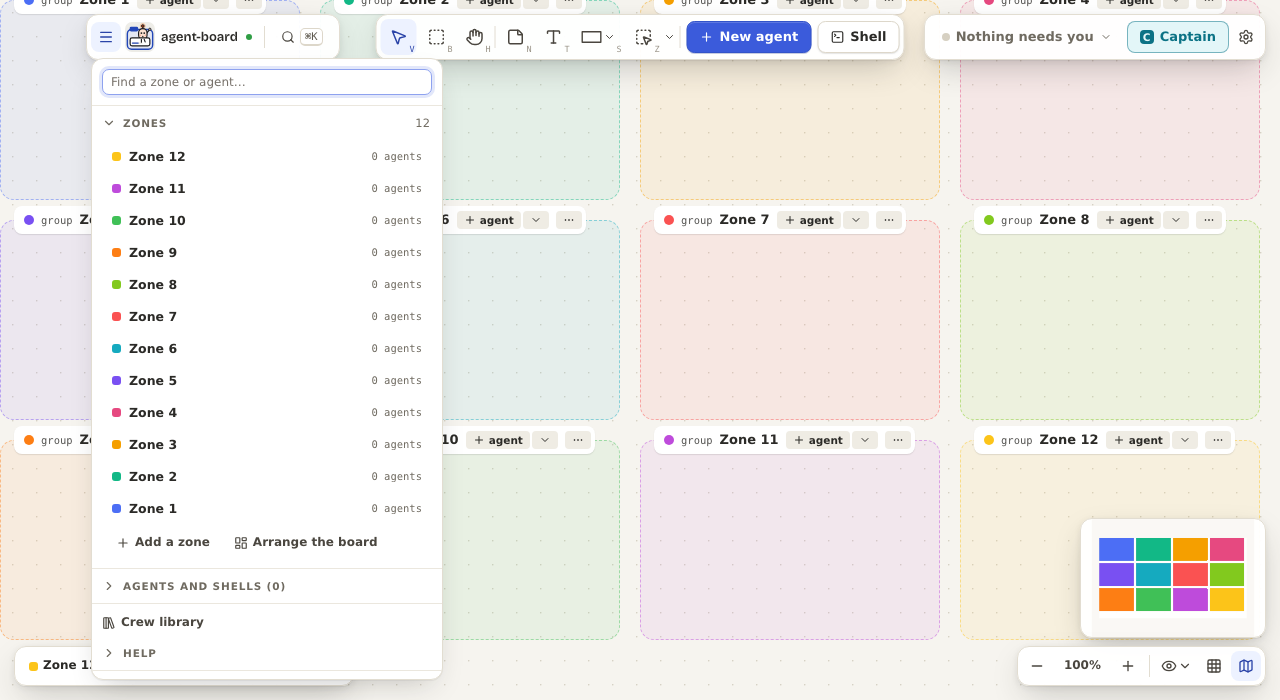 Zone 1 + agent ...
Zone 2 + agent ...
Zone 3 + agent ...
Zone 4 + agent ...
agent-board
⌘K
V
B
H
N
T
S
Z
+ New agent
Shell
Nothing needs you
C Captain
Find a zone or agent...
ZONES 12
Zone 12 0 agents
Zone 11 0 agents
Zone 10 0 agents
Zone 9 0 agents
Zone 8 0 agents
Zone 7 0 agents
Zone 6 0 agents
Zone 5 0 agents
Zone 4 0 agents
Zone 3 0 agents
Zone 2 0 agents
Zone 1 0 agents
+ Add a zone Arrange the board
AGENTS AND SHELLS (0)
Crew library
HELP
group
6 + agent ...
group Zone 7 + agent ...
group Zone 8 + agent ...
group
10 + agent ...
group Zone 11 + agent ...
group Zone 12 + agent ...
Zone
− 100% +